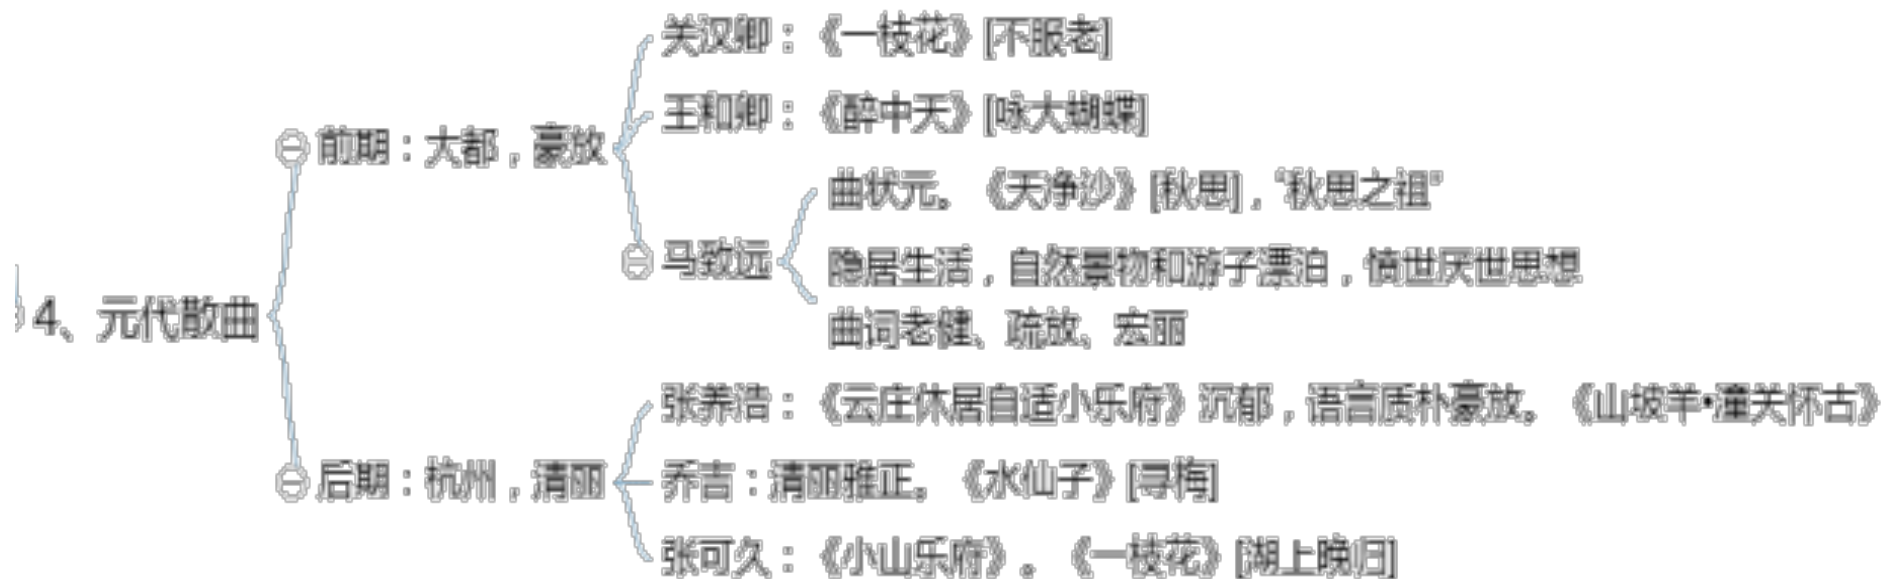 4、元代散曲
前期：大都，豪放
关汉卿：《一枝花》[不服老]
王和卿：《醉中天》[咏大蝴蝶]
马致远
曲状元。《天净沙》[秋思]，“秋思之祖”
隐居生活，自然景物和游子漂泊，愤世厌世思想
曲词老健、疏放、宏丽
后期：杭州，清丽
张养浩：《云庄休居自适小乐府》沉郁，语言质朴豪放。《山坡羊•潼关怀古》
乔吉：清丽雅正。《水仙子》[寻梅]
张可久：《小山乐府》。《一枝花》[湖上晚归]